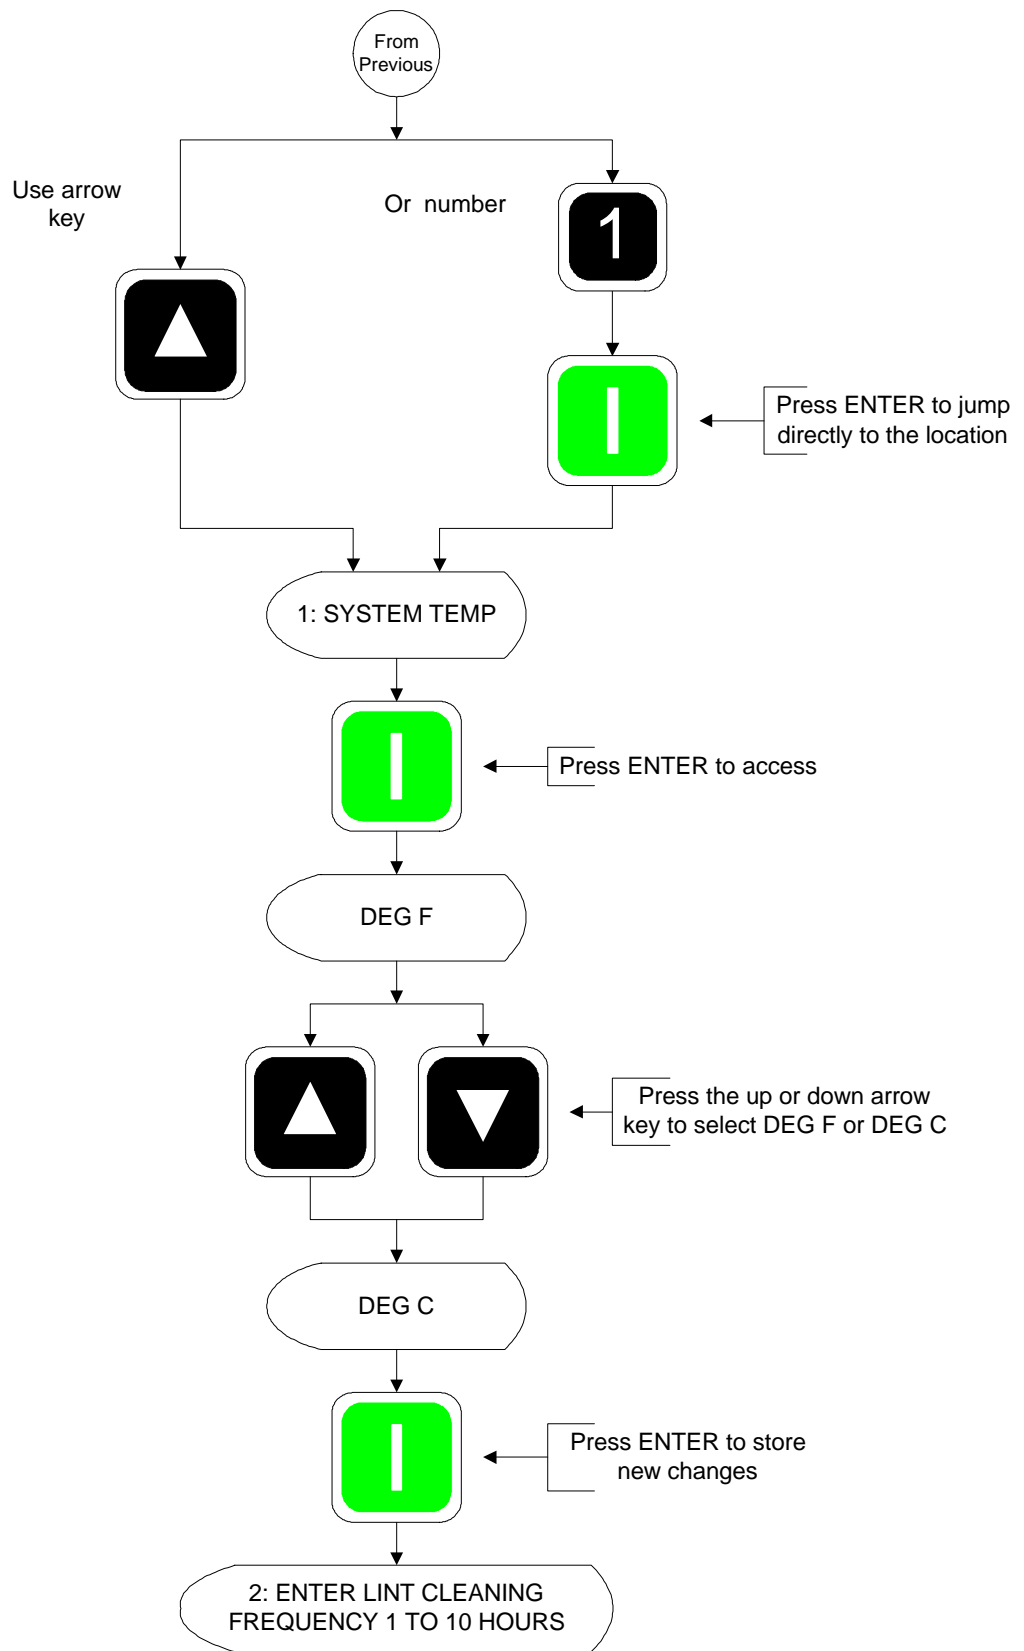 From
Previous
Use arrow
key
Or number
1
Press ENTER to jump
directly to the location
1: SYSTEM TEMP
Press ENTER to access
DEG F
Press the up or down arrow
key to select DEG F or DEG C
DEG C
Press ENTER to store
new changes
2: ENTER LINT CLEANING
FREQUENCY 1 TO 10 HOURS